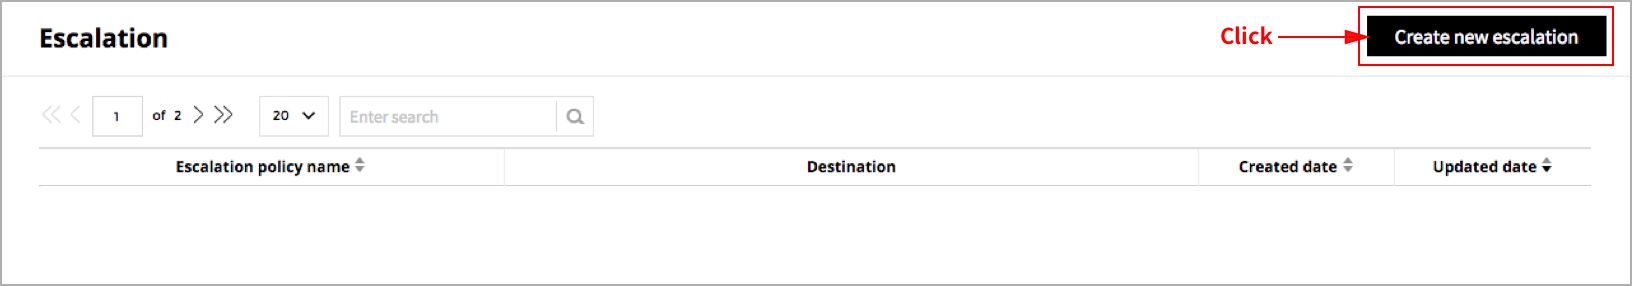 Escalation
Click
Create new escalation
1 of 2 20 Enter search
Escalation policy name Destination Created date Updated date